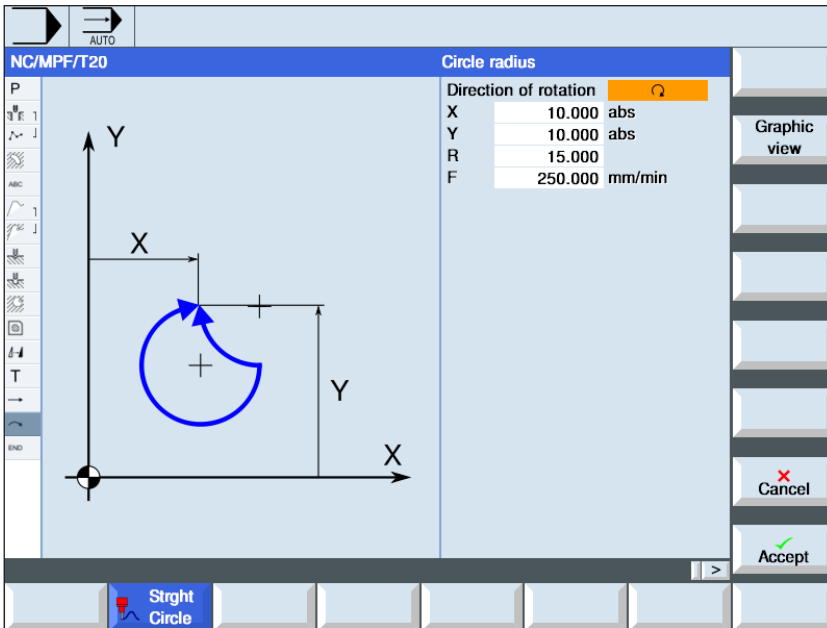 AUTO
NC/MPF/T20
Circle radius
P
ABC
T
END
Y
X
Y
X
Direction of rotation
X 10.000 abs
Y 10.000 abs
R 15.000
F 250.000 mm/min
Graphic
view
Cancel
Accept
>
Strght
Circle